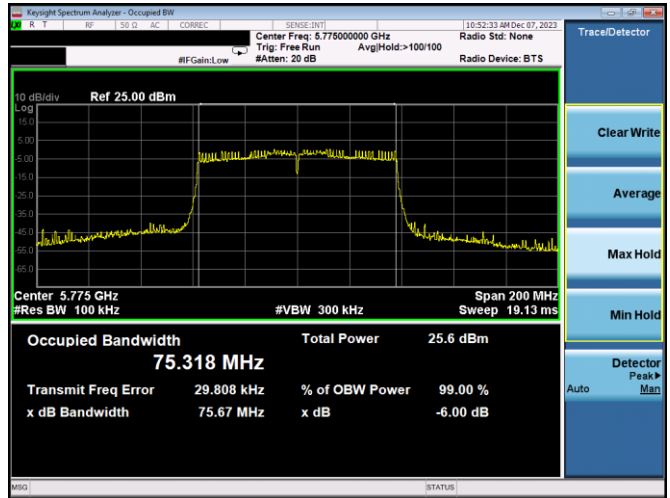 Keysight Spectrum Analyzer - Occupied BW
LXI R T RF 50 Ω AC CORREC SENSE:INT 10:52:33 AM Dec 07, 2023
Center Freq: 5.775000000 GHz Radio Std: None
Trig: Free Run Avg|Hold:>100/100
#IFGain:Low #Atten: 20 dB Radio Device: BTS
10 dB/div Ref 25.00 dBm
Log
15.0
5.00
-5.00
-15.0
-25.0
-35.0
-45.0
-55.0
-65.0
Center 5.775 GHz Span 200 MHz
#Res BW 100 kHz #VBW 300 kHz Sweep 19.13 ms
Occupied Bandwidth Total Power 25.6 dBm
75.318 MHz
Transmit Freq Error 29.808 kHz % of OBW Power 99.00 %
x dB Bandwidth 75.67 MHz x dB -6.00 dB
MSG STATUS
Trace/Detector
Clear Write
Average
Max Hold
Min Hold
Detector
Peak▶
Auto Man